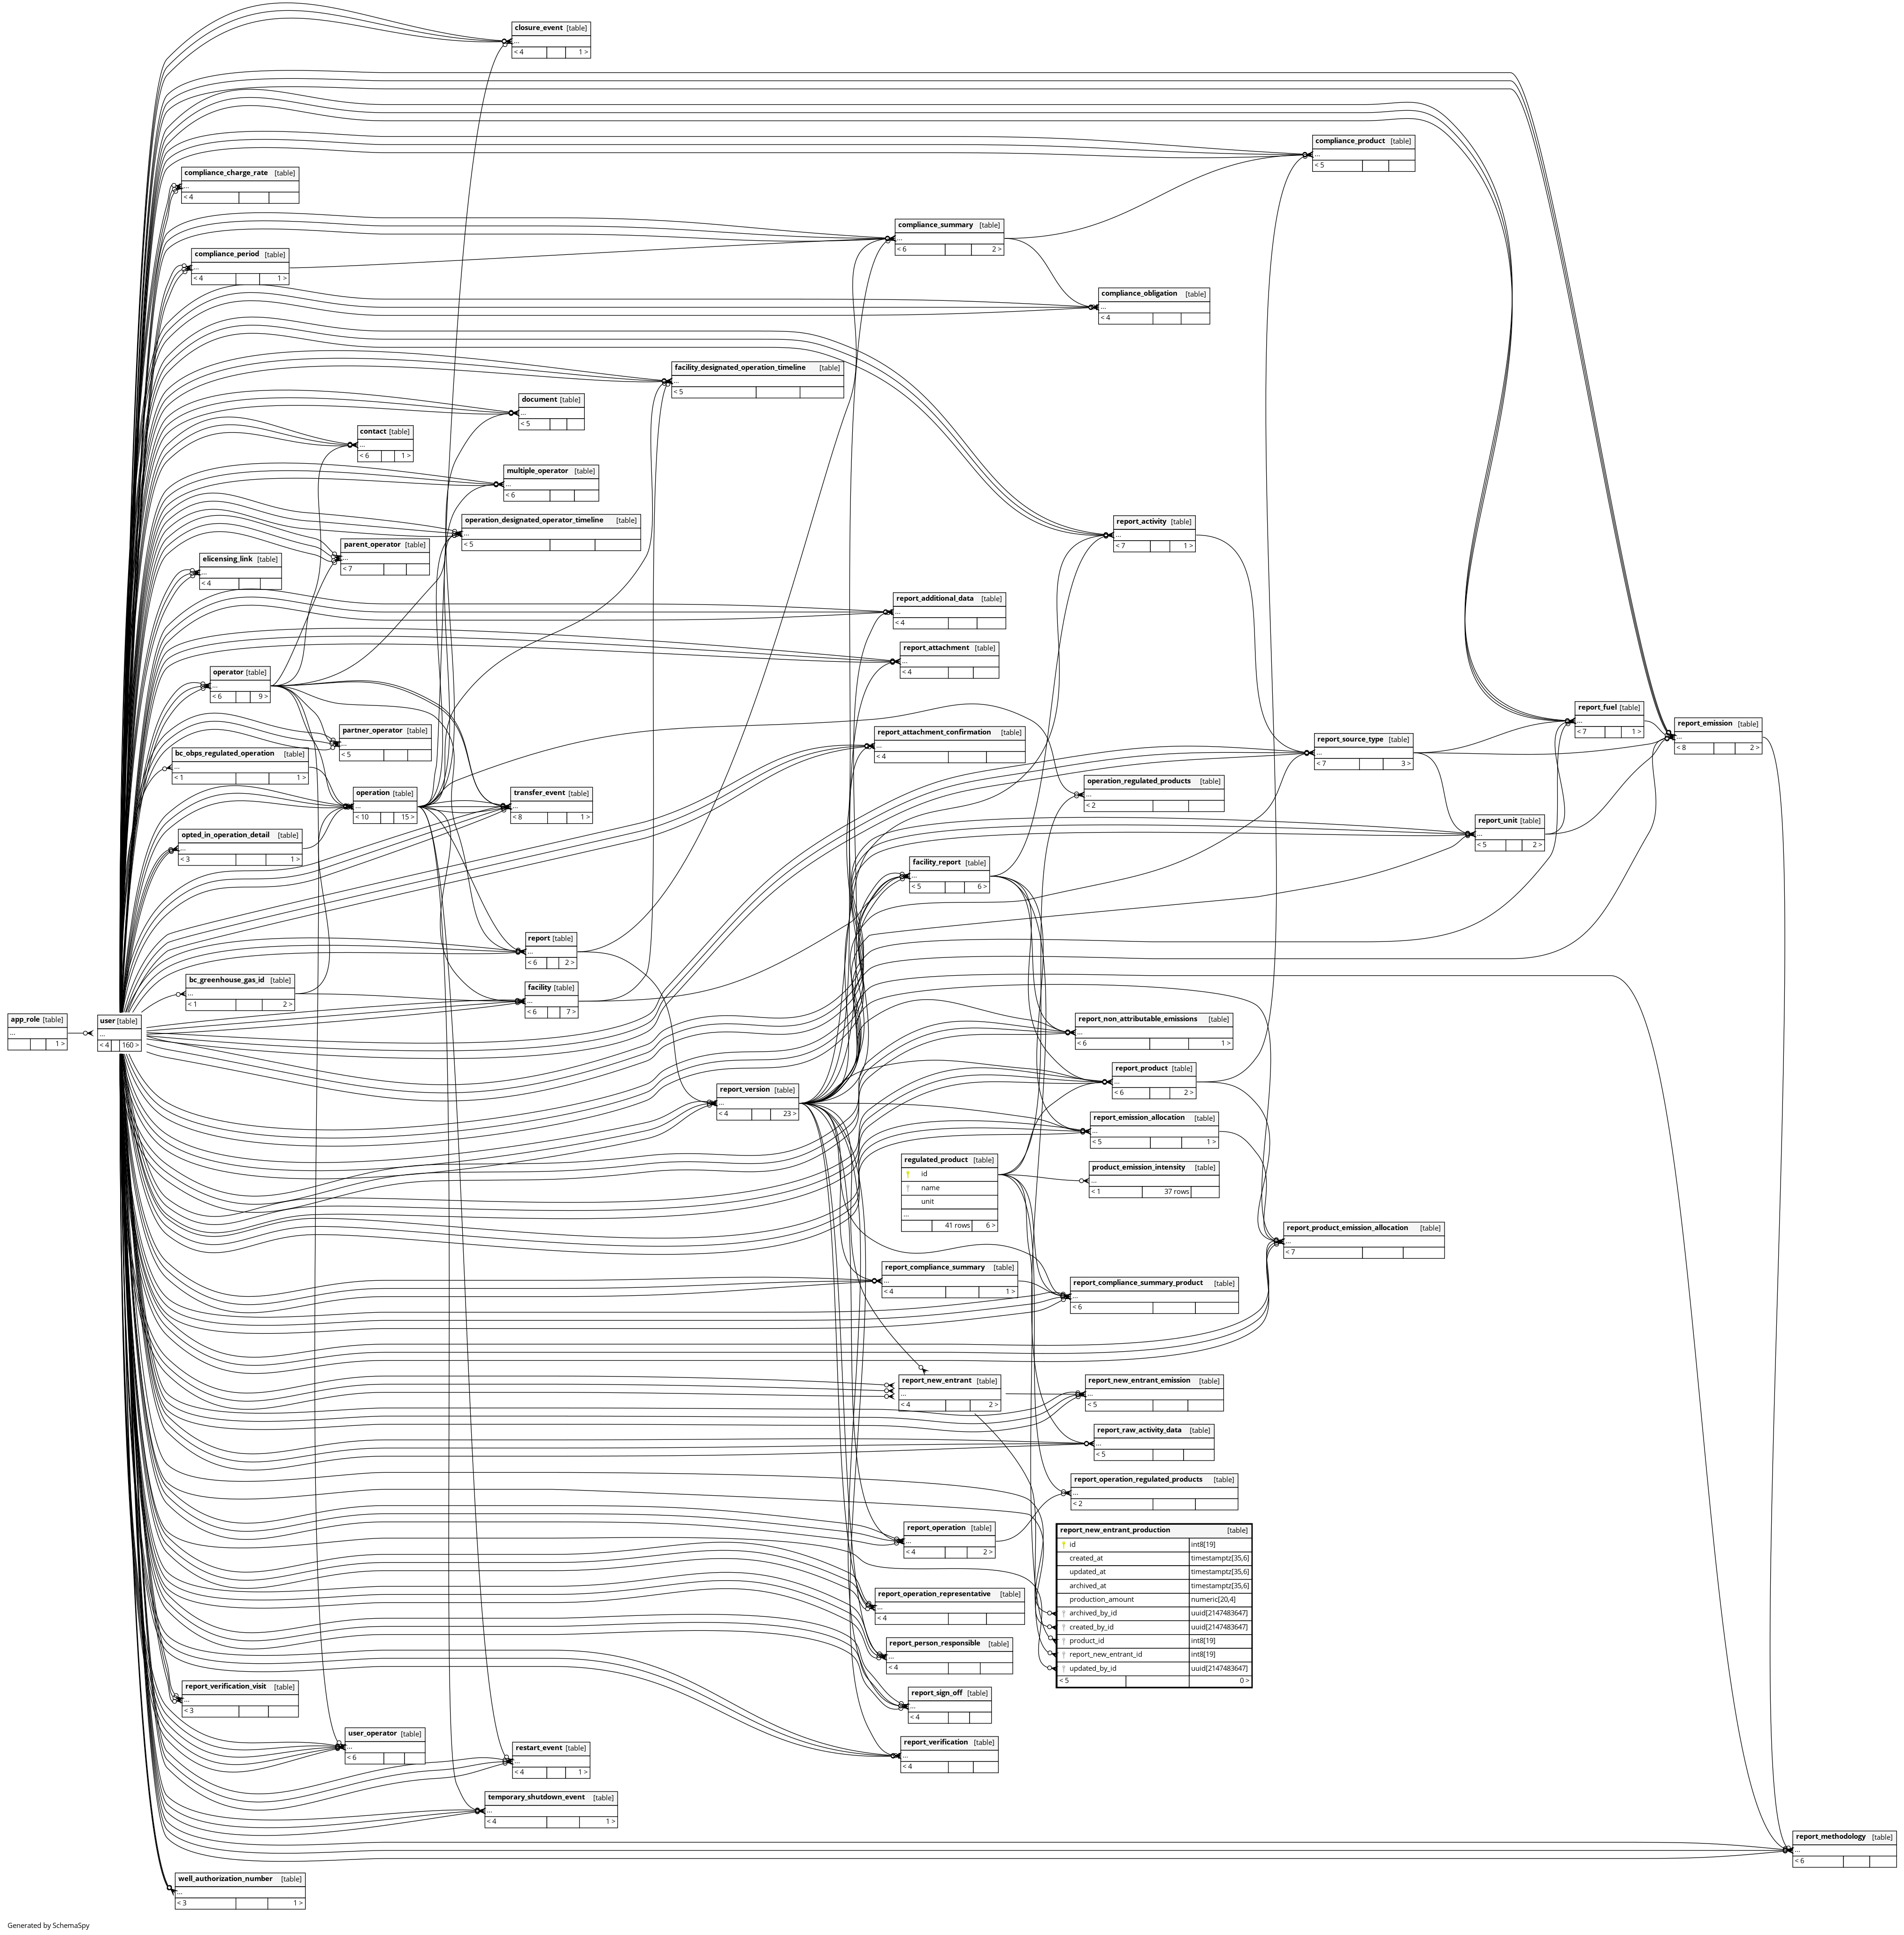 closure_event [table]
...
< 4 1 >
compliance_product [table]
...
< 5
compliance_charge_rate [table]
...
< 4
compliance_summary [table]
...
< 6 2 >
compliance_period [table]
...
< 4 1 >
compliance_obligation [table]
...
< 4
facility_designated_operation_timeline [table]
...
< 5
document [table]
...
< 5
contact [table]
...
< 6 1 >
multiple_operator [table]
...
< 6
operation_designated_operator_timeline [table]
...
< 5
report_activity [table]
...
< 7 1 >
parent_operator [table]
...
< 7
elicensing_link [table]
...
< 4
report_additional_data [table]
...
< 4
report_attachment [table]
...
< 4
operator [table]
...
< 6 9 >
report_fuel [table]
...
< 7 1 >
report_emission [table]
...
< 8 2 >
partner_operator [table]
...
< 5
report_attachment_confirmation [table]
...
< 4
report_source_type [table]
...
< 7 3 >
bc_obps_regulated_operation [table]
...
< 1 1 >
operation_regulated_products [table]
...
< 2
operation [table]
...
< 10 15 >
transfer_event [table]
...
< 8 1 >
report_unit [table]
...
< 5 2 >
opted_in_operation_detail [table]
...
< 3 1 >
facility_report [table]
...
< 5 6 >
report [table]
...
< 6 2 >
bc_greenhouse_gas_id [table]
...
< 1 2 >
facility [table]
...
< 6 7 >
app_role [table]
...
1 >
user [table]
...
< 4 160 >
report_non_attributable_emissions [table]
...
< 6 1 >
report_product [table]
...
< 6 2 >
report_version [table]
...
< 4 23 >
report_emission_allocation [table]
...
< 5 1 >
regulated_product [table]
id
name
unit
...
41 rows 6 >
product_emission_intensity [table]
...
< 1 37 rows
report_product_emission_allocation [table]
...
< 7
report_compliance_summary [table]
...
< 4 1 >
report_compliance_summary_product [table]
...
< 6
report_new_entrant [table]
...
< 4 2 >
report_new_entrant_emission [table]
...
< 5
report_raw_activity_data [table]
...
< 5
report_operation_regulated_products [table]
...
< 2
report_operation [table]
...
< 4 2 >
report_new_entrant_production [table]
id int8[19]
created_at timestamptz[35,6]
updated_at timestamptz[35,6]
archived_at timestamptz[35,6]
production_amount numeric[20,4]
archived_by_id uuid[2147483647]
created_by_id uuid[2147483647]
product_id int8[19]
report_new_entrant_id int8[19]
updated_by_id uuid[2147483647]
< 5 0 >
report_operation_representative [table]
...
< 4
report_person_responsible [table]
...
< 4
report_verification_visit [table]
...
< 3
report_sign_off [table]
...
< 4
user_operator [table]
...
< 6
restart_event [table]
...
< 4 1 >
report_verification [table]
...
< 4
temporary_shutdown_event [table]
...
< 4 1 >
report_methodology [table]
...
< 6
well_authorization_number [table]
...
< 3 1 >
Generated by SchemaSpy